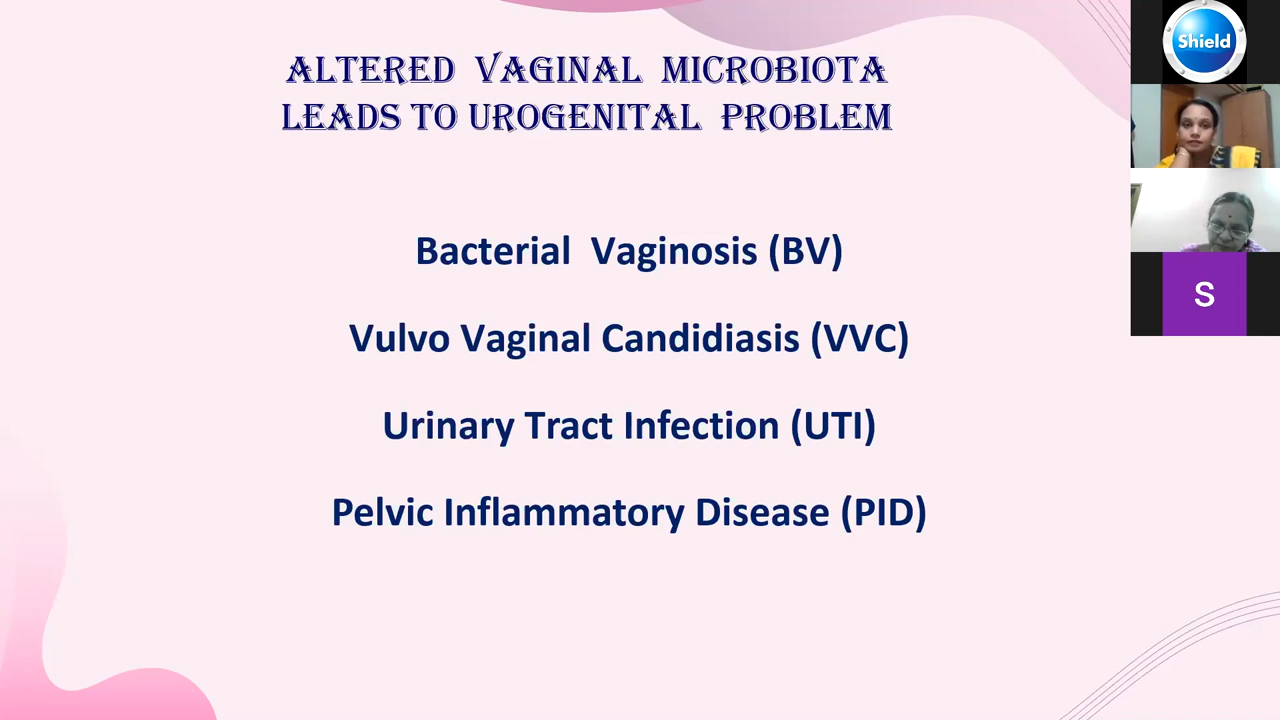 ALTERED VAGINAL MICROBIOTA
LEADS TO UROGENITAL PROBLEM
Bacterial Vaginosis (BV)
Vulvo Vaginal Candidiasis (VVC)
Urinary Tract Infection (UTI)
Pelvic Inflammatory Disease (PID)
Shield
S